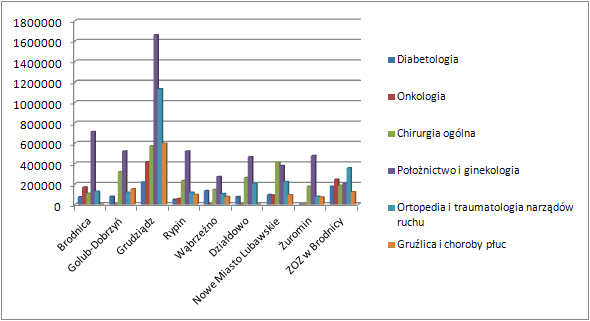 1800000
1600000
1400000
1200000
1000000
800000
600000
400000
200000
0
Brodnica
Golub-Dobrzyń
Grudziądz
Rypin
Wąbrzeźno
Działdowo
Nowe Miasto Lubawskie
Żuromin
ZOZ w Brodnicy
Diabetologia
Onkologia
Chirurgia ogólna
Położnictwo i ginekologia
Ortopedia i traumatologia narządów
ruchu
Gruźlica i choroby płuc